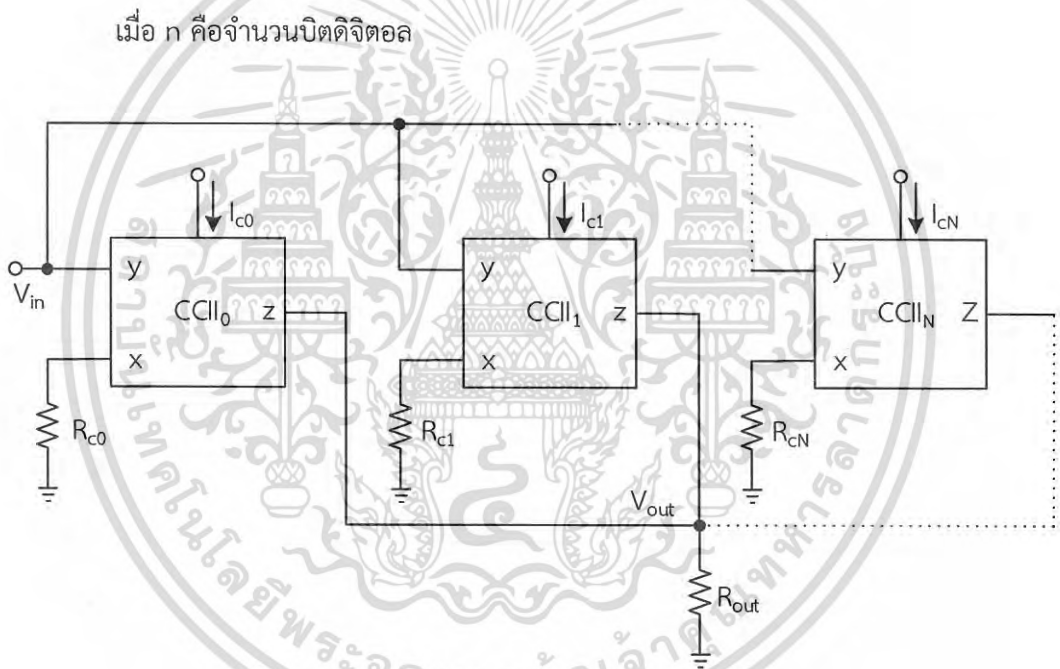 เมื่อ n คือจำนวนบิตดิจิตอล
I_c0
I_c1
I_cN
V_in
y
CCII_0
z
x
y
CCII_1
z
x
y
CCII_N
Z
x
R_c0
R_c1
R_cN
V_out
R_out